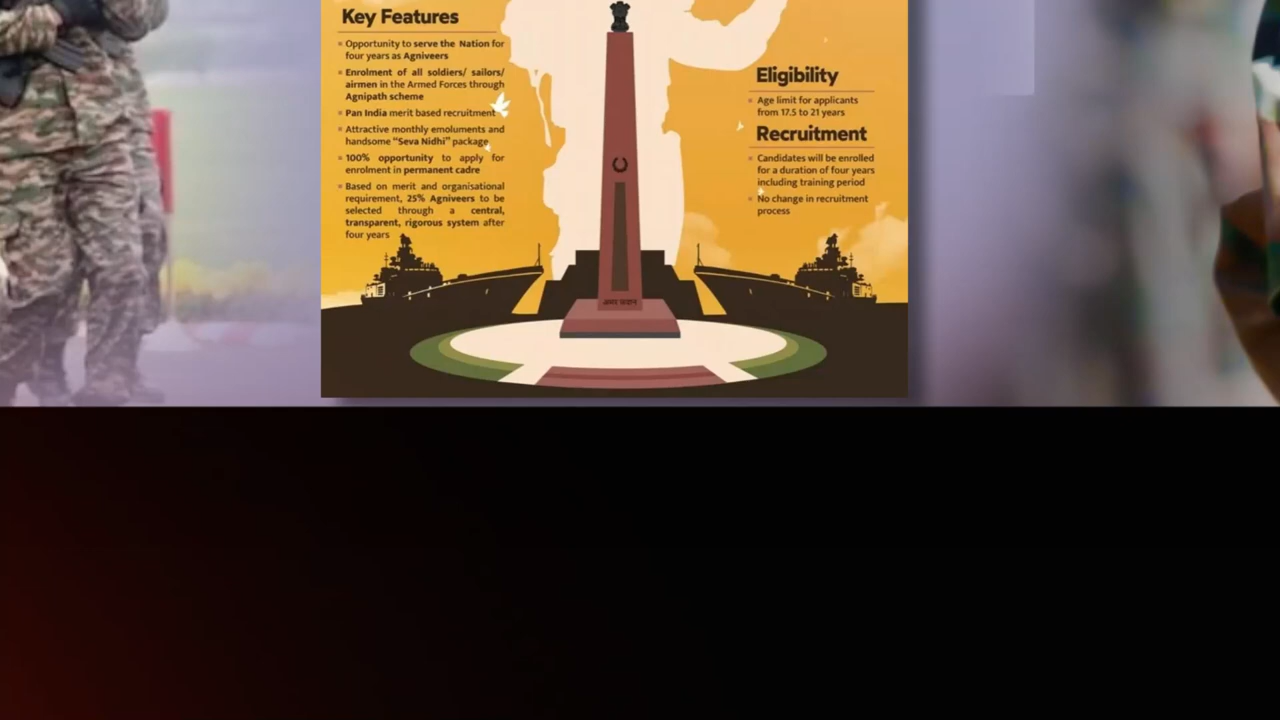 Key Features
Opportunity to serve the Nation for
four years as Agniveers
Enrolment of all soldiers/ sailors/
airmen in the Armed Forces through
Agnipath scheme
Pan India merit based recruitment
Attractive monthly emoluments and
handsome “Seva Nidhi” package
100% opportunity to apply for
enrolment in permanent cadre
Based on merit and organisational
requirement, 25% Agniveers to be
selected through a central,
transparent, rigorous system after
four years
Eligibility
Age limit for applicants
from 17.5 to 21 years
Recruitment
Candidates will be enrolled
for a duration of four years
including training period
No change in recruitment
process
अमर जवान